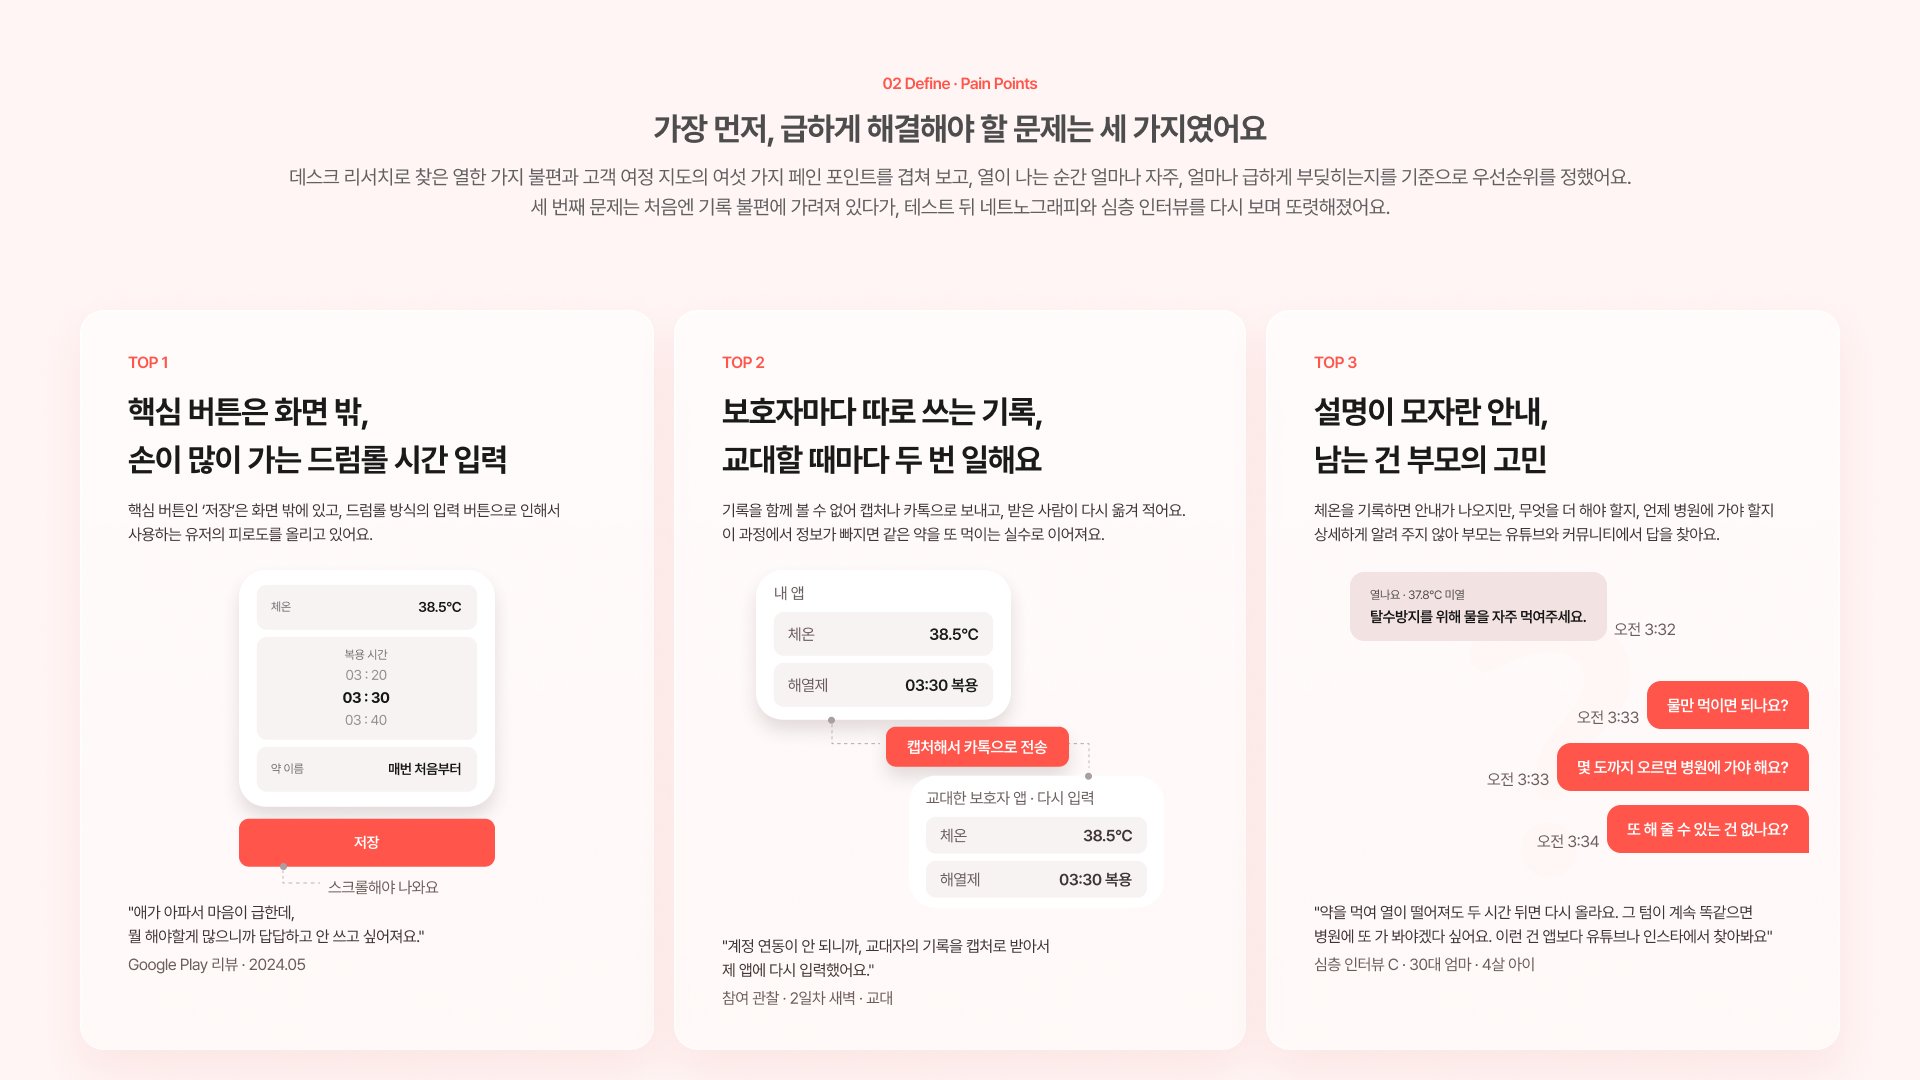 02 Define · Pain Points
가장 먼저, 급하게 해결해야 할 문제는 세 가지였어요
데스크 리서치로 찾은 열한 가지 불편과 고객 여정 지도의 여섯 가지 페인 포인트를 겹쳐 보고, 열이 나는 순간 얼마나 자주, 얼마나 급하게 부딪히는지를 기준으로 우선순위를 정했어요.
세 번째 문제는 처음엔 기록 불편에 가려져 있다가, 테스트 뒤 네트노그래피와 심층 인터뷰를 다시 보며 또렷해졌어요.
TOP 1
핵심 버튼은 화면 밖,
손이 많이 가는 드럼롤 시간 입력
핵심 버튼인 ‘저장’은 화면 밖에 있고, 드럼롤 방식의 입력 버튼으로 인해서
사용하는 유저의 피로도를 올리고 있어요.
체온 38.5°C
복용 시간
03 : 20
03 : 30
03 : 40
약 이름 매번 처음부터
저장
스크롤해야 나와요
"애가 아파서 마음이 급한데,
뭘 해야할게 많으니까 답답하고 안 쓰고 싶어져요."
Google Play 리뷰 · 2024.05
TOP 2
보호자마다 따로 쓰는 기록,
교대할 때마다 두 번 일해요
기록을 함께 볼 수 없어 캡처나 카톡으로 보내고, 받은 사람이 다시 옮겨 적어요.
이 과정에서 정보가 빠지면 같은 약을 또 먹이는 실수로 이어져요.
내 앱
체온 38.5°C
해열제 03:30 복용
캡처해서 카톡으로 전송
교대한 보호자 앱 · 다시 입력
체온 38.5°C
해열제 03:30 복용
"계정 연동이 안 되니까, 교대자의 기록을 캡처로 받아서
제 앱에 다시 입력했어요."
참여 관찰 · 2일차 새벽 · 교대
TOP 3
설명이 모자란 안내,
남는 건 부모의 고민
체온을 기록하면 안내가 나오지만, 무엇을 더 해야 할지, 언제 병원에 가야 할지
상세하게 알려 주지 않아 부모는 유튜브와 커뮤니티에서 답을 찾아요.
열나요 · 37.8°C 미열
탈수방지를 위해 물을 자주 먹여주세요.
오전 3:32
물만 먹이면 되나요?
오전 3:33
몇 도까지 오르면 병원에 가야 해요?
오전 3:33
또 해 줄 수 있는 건 없나요?
오전 3:34
"약을 먹여 열이 떨어져도 두 시간 뒤면 다시 올라요. 그 텀이 계속 똑같으면
병원에 또 가 봐야겠다 싶어요. 이런 건 앱보다 유튜브나 인스타에서 찾아봐요"
심층 인터뷰 C · 30대 엄마 · 4살 아이